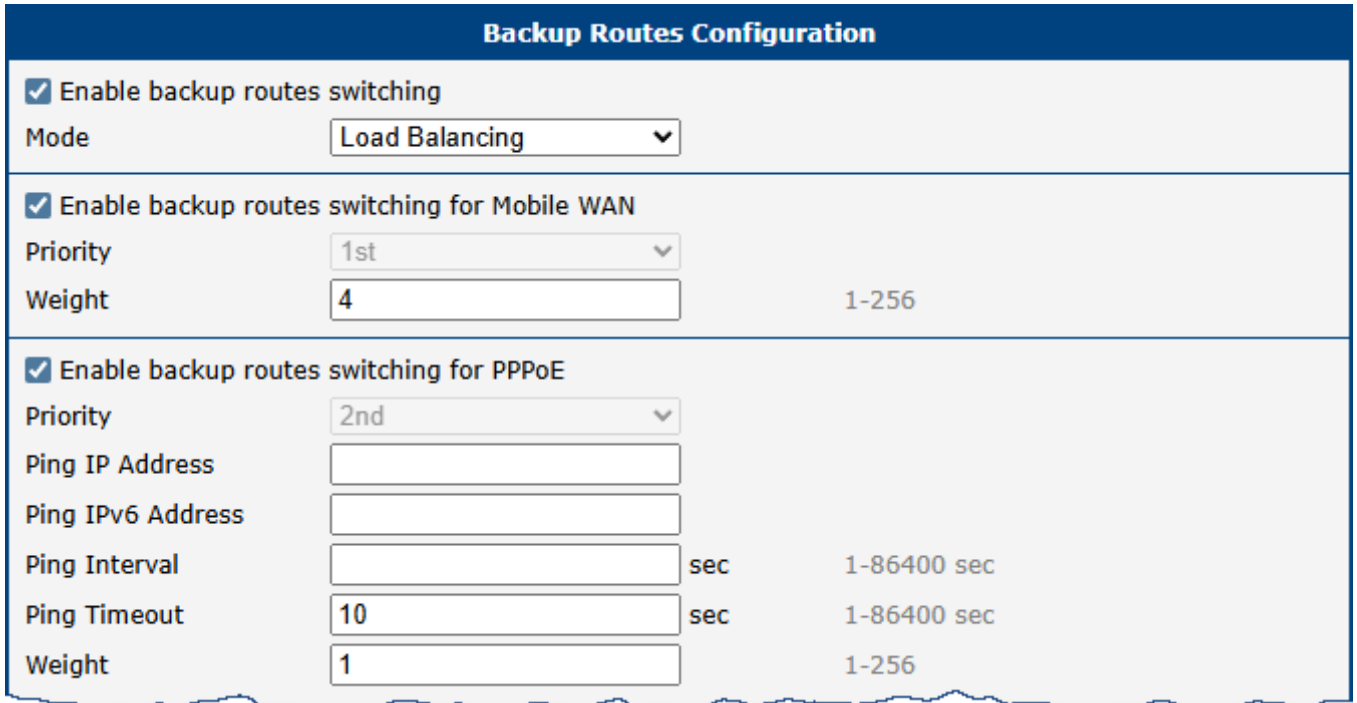 Backup Routes Configuration
Enable backup routes switching
Mode Load Balancing
Enable backup routes switching for Mobile WAN
Priority 1st
Weight 4 1-256
Enable backup routes switching for PPPoE
Priority 2nd
Ping IP Address
Ping IPv6 Address
Ping Interval sec 1-86400 sec
Ping Timeout 10 sec 1-86400 sec
Weight 1 1-256